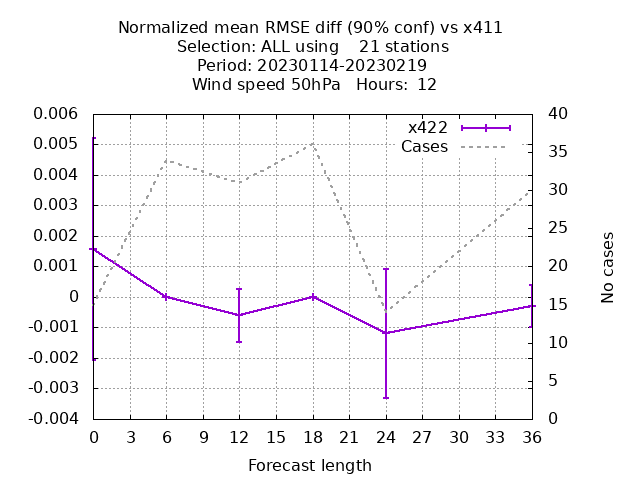 Normalized mean RMSE diff (90% conf) vs x411
Selection: ALL using    21 stations
Period: 20230114-20230219
Wind speed 50hPa   Hours:  12
0.006
0.005
0.004
0.003
0.002
0.001
0
-0.001
-0.002
-0.003
-0.004
x422
Cases
40
35
30
25
20
15
10
5
0
No cases
0 3 6 9 12 15 18 21 24 27 30 33 36
Forecast length